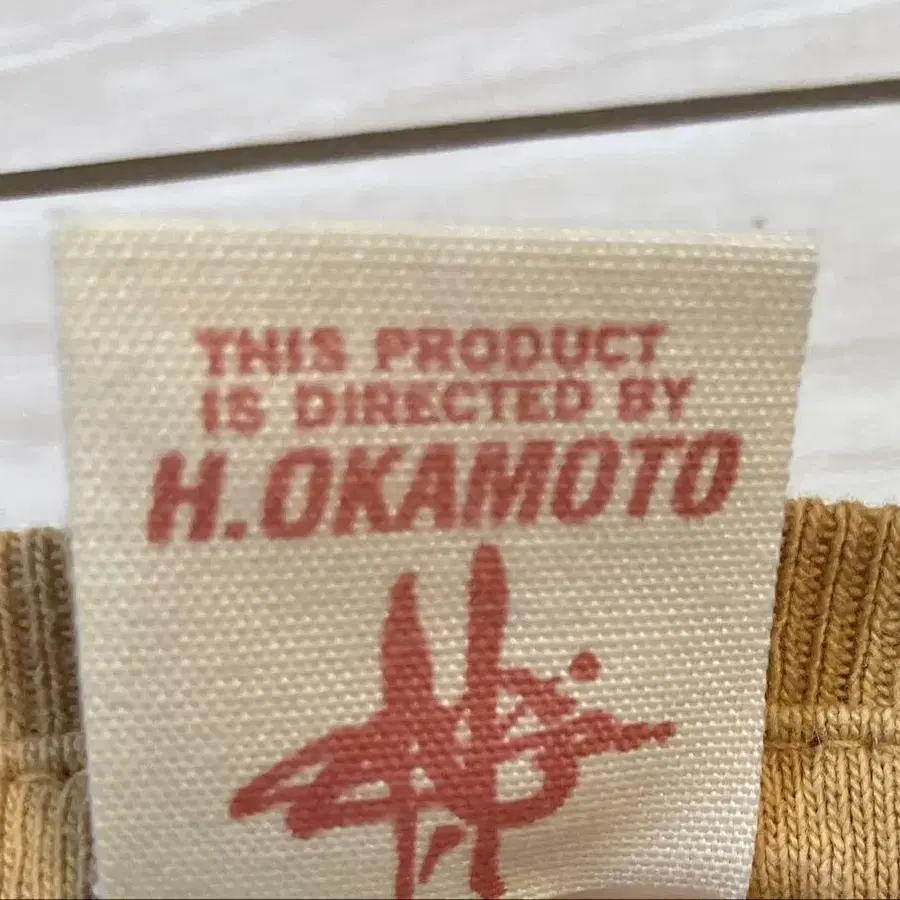 THIS PRODUCT
IS DIRECTED BY
H.OKAMOTO